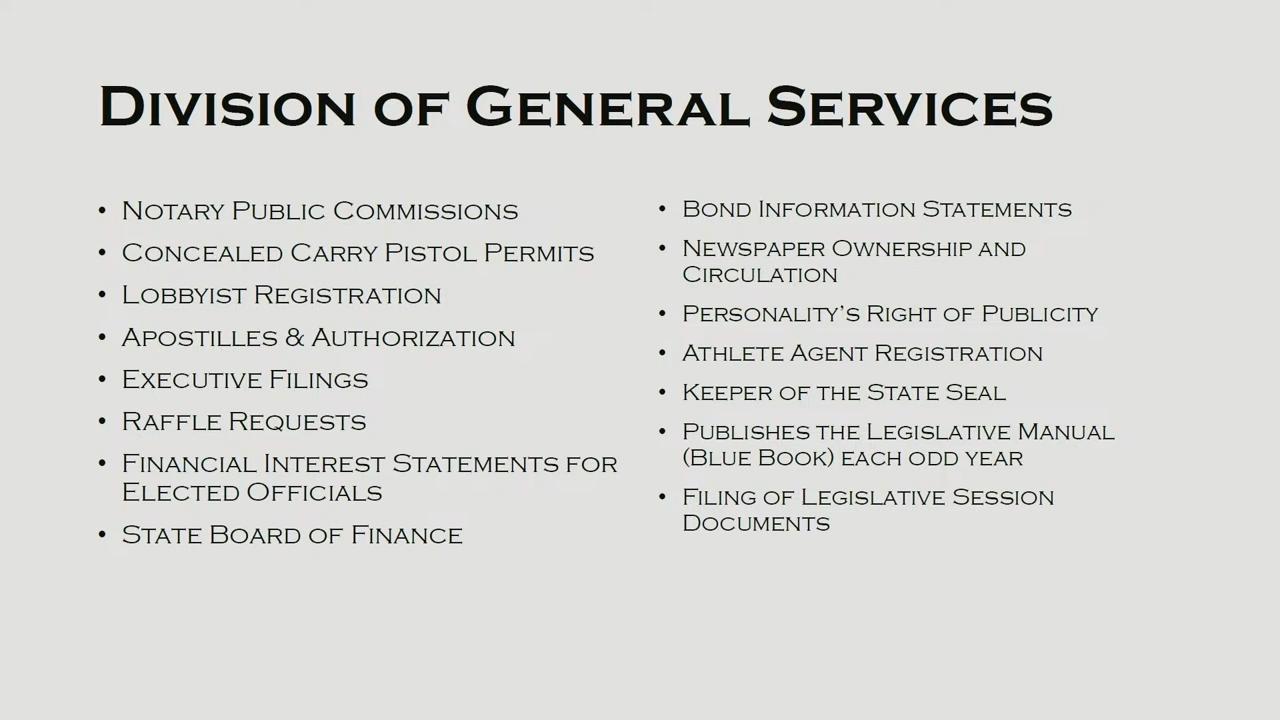 Division of General Services
• Notary Public Commissions
• Concealed Carry Pistol Permits
• Lobbyist Registration
• Apostilles & Authorization
• Executive Filings
• Raffle Requests
• Financial Interest Statements for
Elected Officials
• State Board of Finance
• Bond Information Statements
• Newspaper Ownership and
Circulation
• Personality's Right of Publicity
• Athlete Agent Registration
• Keeper of the State Seal
• Publishes the Legislative Manual
(Blue Book) each odd year
• Filing of Legislative Session
Documents